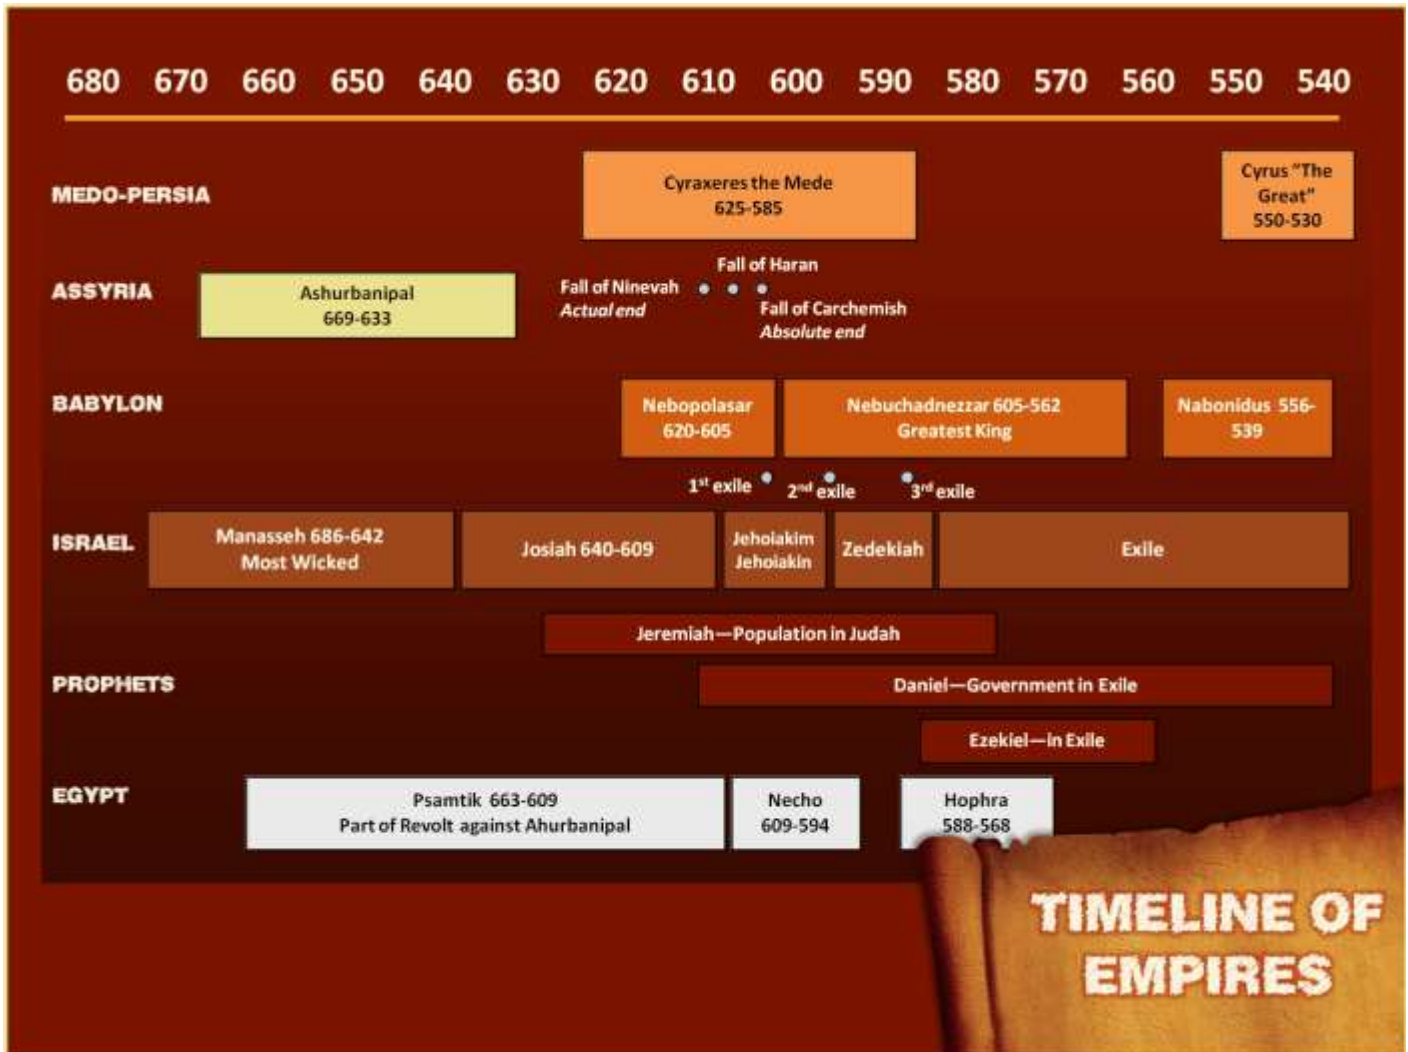 680 670 660 650 640 630 620 610 600 590 580 570 560 550 540
MEDO-PERSIA
Cyraxeres the Mede
625-585
Cyrus "The
Great"
550-530
ASSYRIA
Ashurbanipal
669-633
Fall of Haran
Fall of Ninevah
Actual end
Fall of Carchemish
Absolute end
BABYLON
Nebopolasar
620-605
Nebuchadnezzar 605-562
Greatest King
Nabonidus 556-
539
1st exile
2nd exile
3rd exile
ISRAEL
Manasseh 686-642
Most Wicked
Josiah 640-609
Jehoiakim
Jehoiakin
Zedekiah
Exile
Jeremiah—Population in Judah
PROPHETS
Daniel—Government in Exile
Ezekiel—in Exile
EGYPT
Psamtik 663-609
Part of Revolt against Ahurbanipal
Necho
609-594
Hophra
588-568
TIMELINE OF
EMPIRES